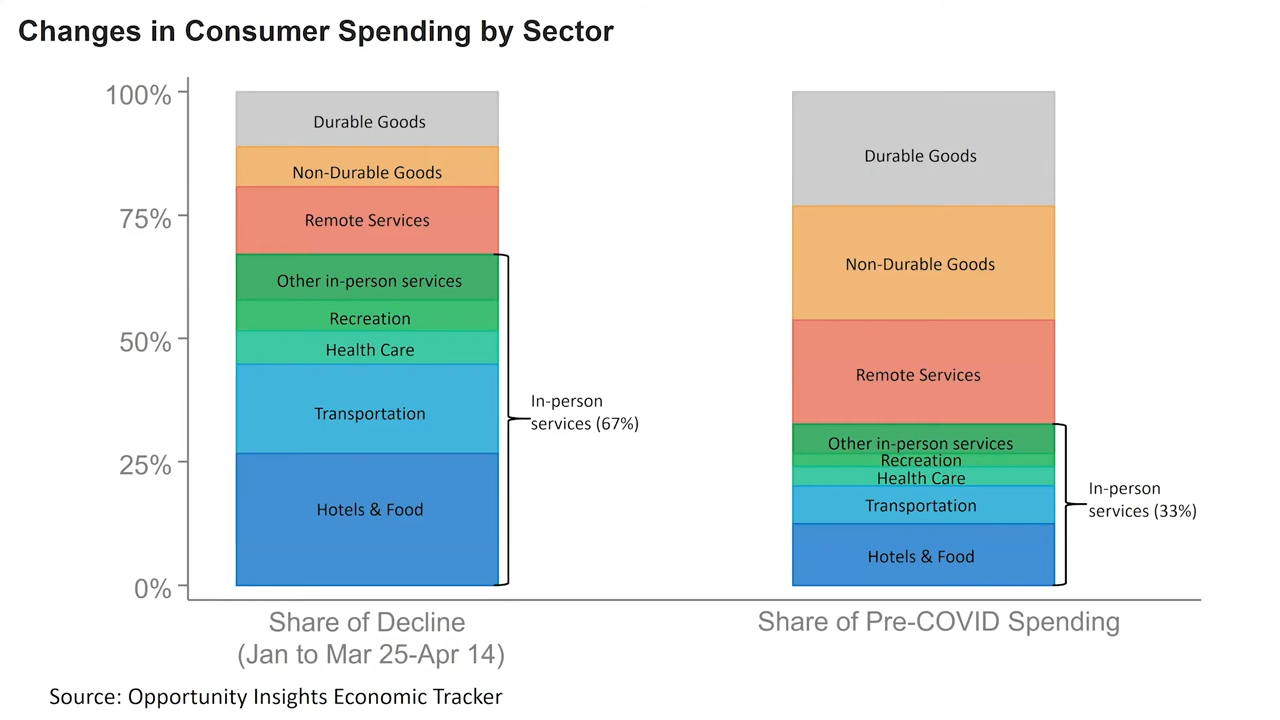 Changes in Consumer Spending by Sector
100%
75%
50%
25%
0%
Durable Goods
Non-Durable Goods
Remote Services
Other in-person services
Recreation
Health Care
Transportation
Hotels & Food
In-person
services (67%)
Durable Goods
Non-Durable Goods
Remote Services
Other in-person services
Recreation
Health Care
Transportation
Hotels & Food
In-person
services (33%)
Share of Decline
(Jan to Mar 25-Apr 14)
Share of Pre-COVID Spending
Source: Opportunity Insights Economic Tracker